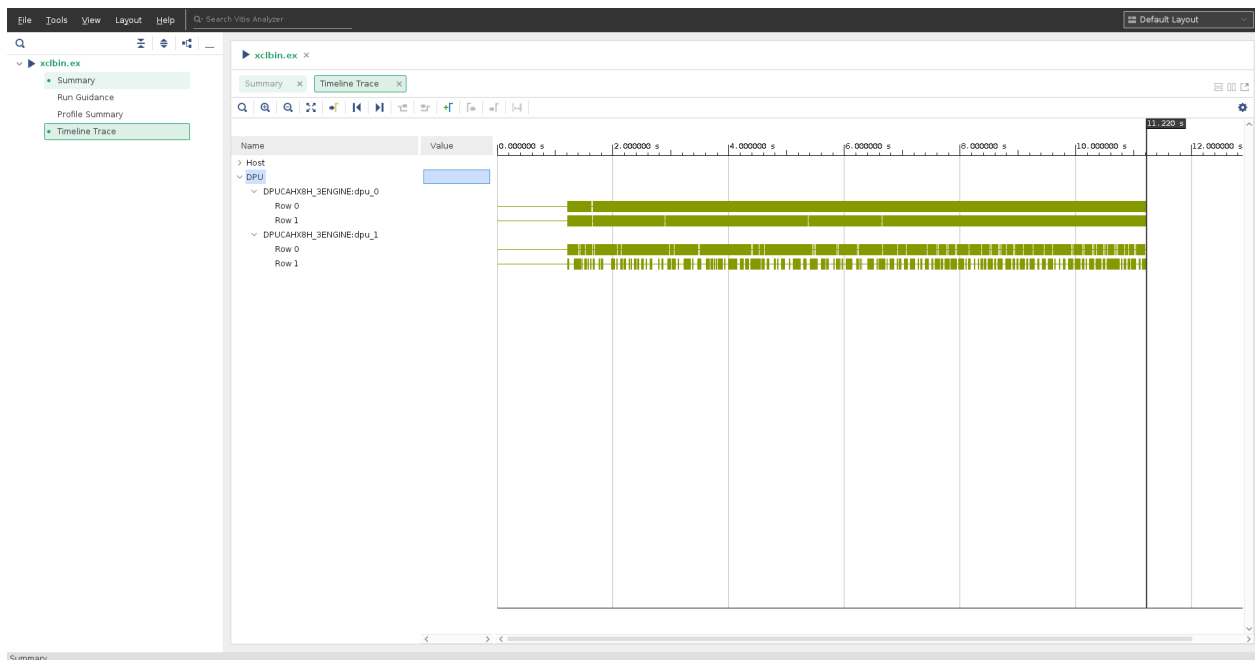 File Tools View Layout Help Q- Search Vitis Analyzer Default Layout
xclbin.ex
Summary
Run Guidance
Profile Summary
Timeline Trace
xclbin.ex ×
Summary × Timeline Trace ×
11.220 s
Name Value 0.000000 s 2.000000 s 4.000000 s 6.000000 s 8.000000 s 10.000000 s 12.000000 s
Host
DPU
DPUCAHX8H_3ENGINE:dpu_0
Row 0
Row 1
DPUCAHX8H_3ENGINE:dpu_1
Row 0
Row 1
Summary